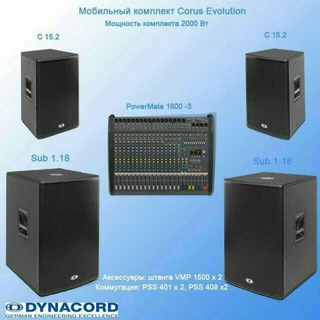 Мобильный комплект Corus Evolution
Мощность комплекта 2000 Вт
C 15.2
C 15.2
PowerMate 1600 -3
Sub 1.18
Sub 1.18
Аксессуары: штанга VMP 1500 x 2
Коммутация: PSS 401 x 2, PSS 408 x2
DYNACORD
GERMAN ENGINEERING EXCELLENCE